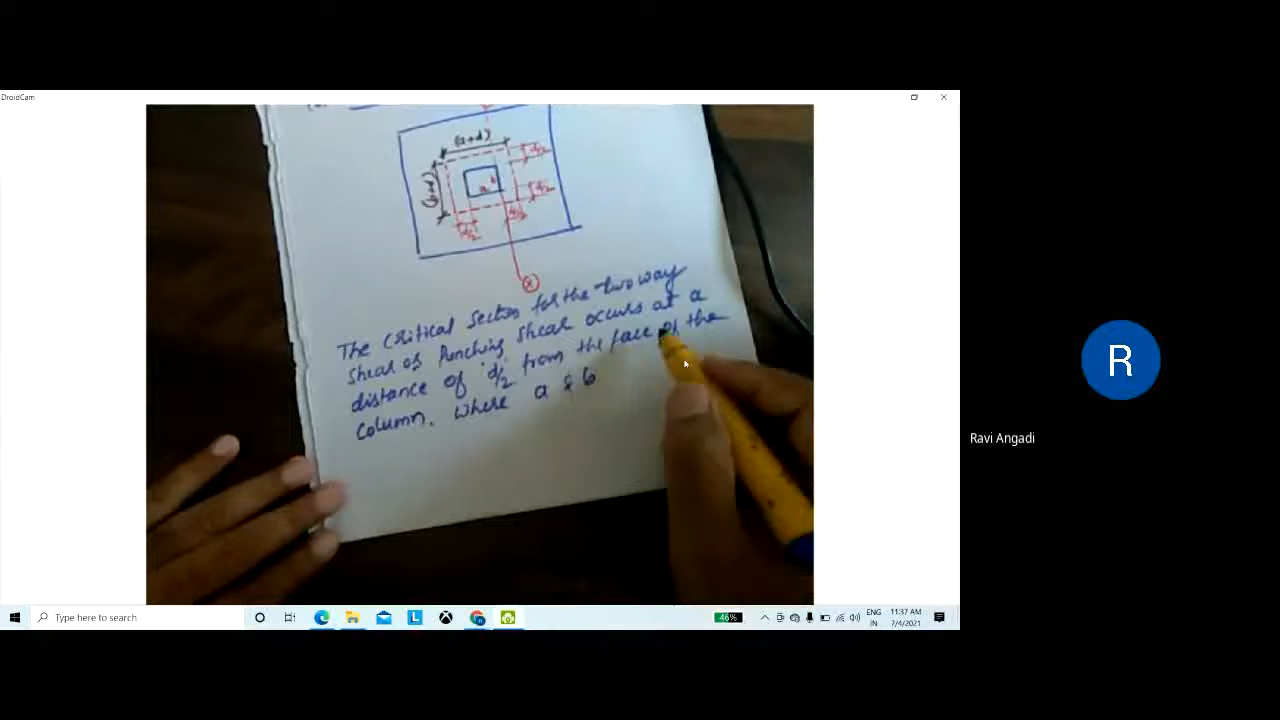 DroidCam
(a+d)
d/2
(b+d)
b
a
d/2
d/2
d/2
X
The Critical Section for the two way
Shear or Punching Shear occurs at a
distance of 'd/2 from the face of the
Column. Where a & b
R
Ravi Angadi
Type here to search
46%
ENG
IN
11:37 AM
7/4/2021